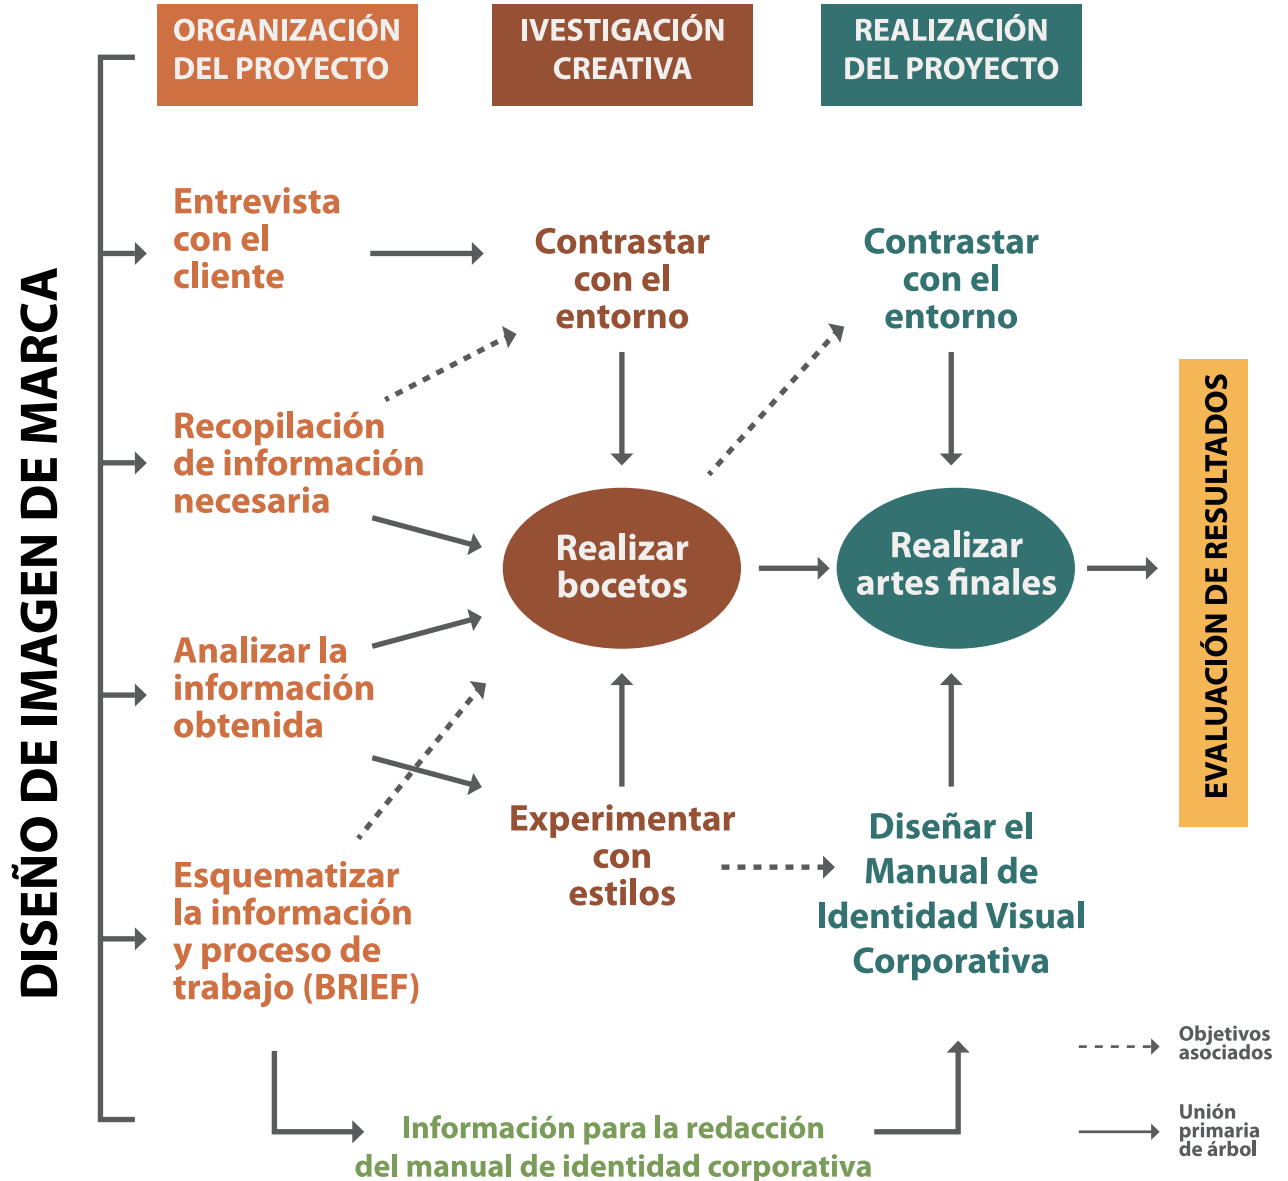 ORGANIZACIÓN
DEL PROYECTO
IVESTIGACIÓN
CREATIVA
REALIZACIÓN
DEL PROYECTO
DISEÑO DE IMAGEN DE MARCA
Entrevista
con el
cliente
Recopilación
de información
necesaria
Analizar la
información
obtenida
Esquematizar
la información
y proceso de
trabajo (BRIEF)
Contrastar
con el
entorno
Realizar
bocetos
Experimentar
con
estilos
Contrastar
con el
entorno
Realizar
artes finales
Diseñar el
Manual de
Identidad Visual
Corporativa
EVALUACIÓN DE RESULTADOS
Información para la redacción
del manual de identidad corporativa
Objetivos
asociados
Unión
primaria
de árbol